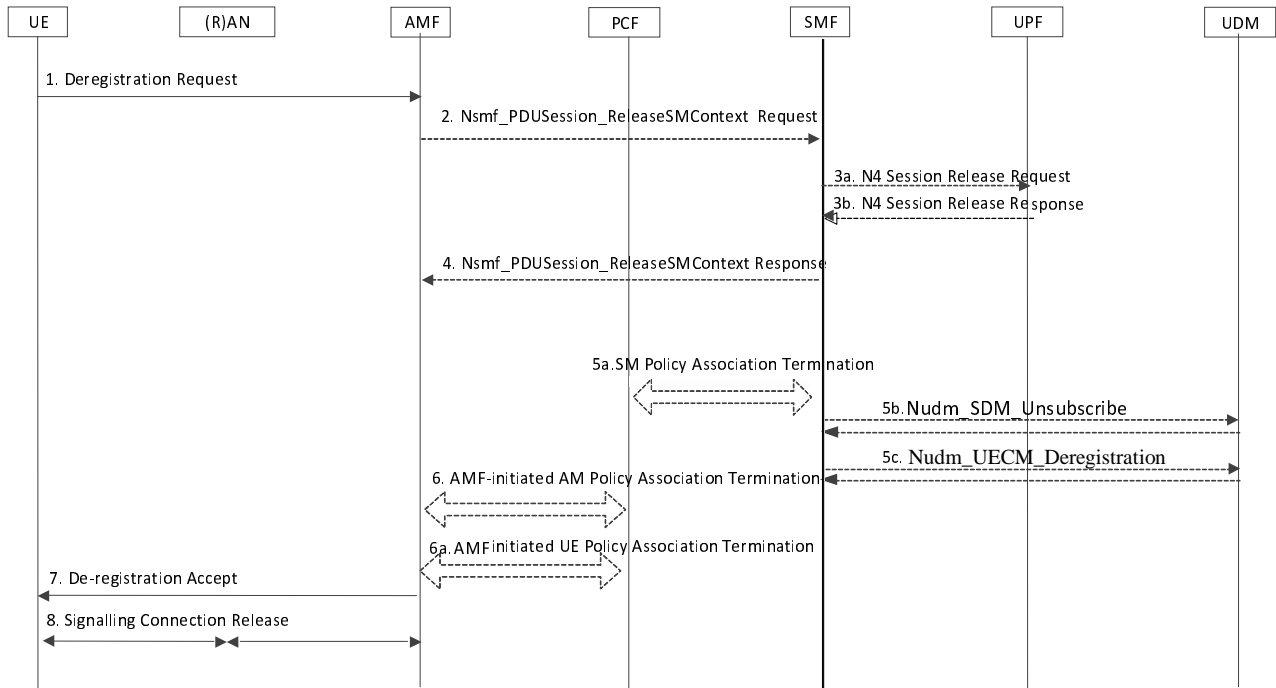 UE
(R)AN
AMF
PCF
SMF
UPF
UDM
1. Deregistration Request
2. Nsmf_PDUSession_ReleaseSMContext Request
3a. N4 Session Release Request
3b. N4 Session Release Response
4. Nsmf_PDUSession_ReleaseSMContext Response
5a.SM Policy Association Termination
5b. Nudm_SDM_Unsubscribe
5c. Nudm_UECM_Deregistration
6. AMF-initiated AM Policy Association Termination
6a. AMF initiated UE Policy Association Termination
7. De-registration Accept
8. Signalling Connection Release